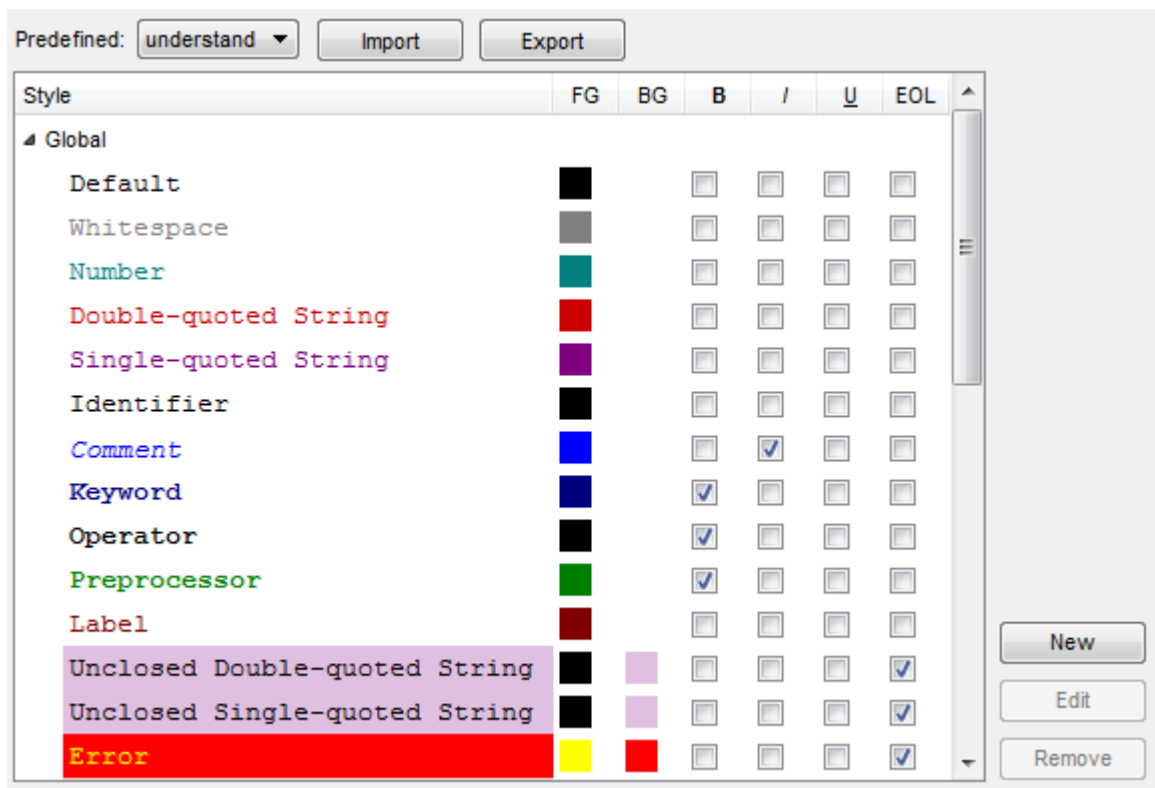 Predefined: understand Import Export
Style FG BG B I U EOL
Global
Default
Whitespace
Number
Double-quoted String
Single-quoted String
Identifier
Comment
Keyword
Operator
Preprocessor
Label
Unclosed Double-quoted String
Unclosed Single-quoted String
Error
New
Edit
Remove